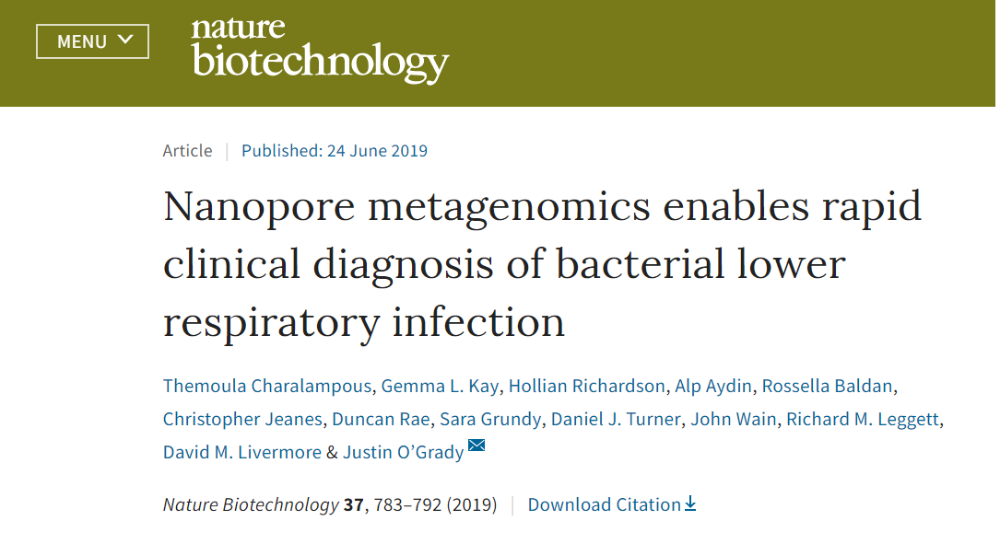 MENU
nature
biotechnology
Article | Published: 24 June 2019
Nanopore metagenomics enables rapid
clinical diagnosis of bacterial lower
respiratory infection
Themoula Charalampous, Gemma L. Kay, Hollian Richardson, Alp Aydin, Rossella Baldan,
Christopher Jeanes, Duncan Rae, Sara Grundy, Daniel J. Turner, John Wain, Richard M. Leggett,
David M. Livermore & Justin O’Grady
Nature Biotechnology 37, 783–792 (2019) | Download Citation